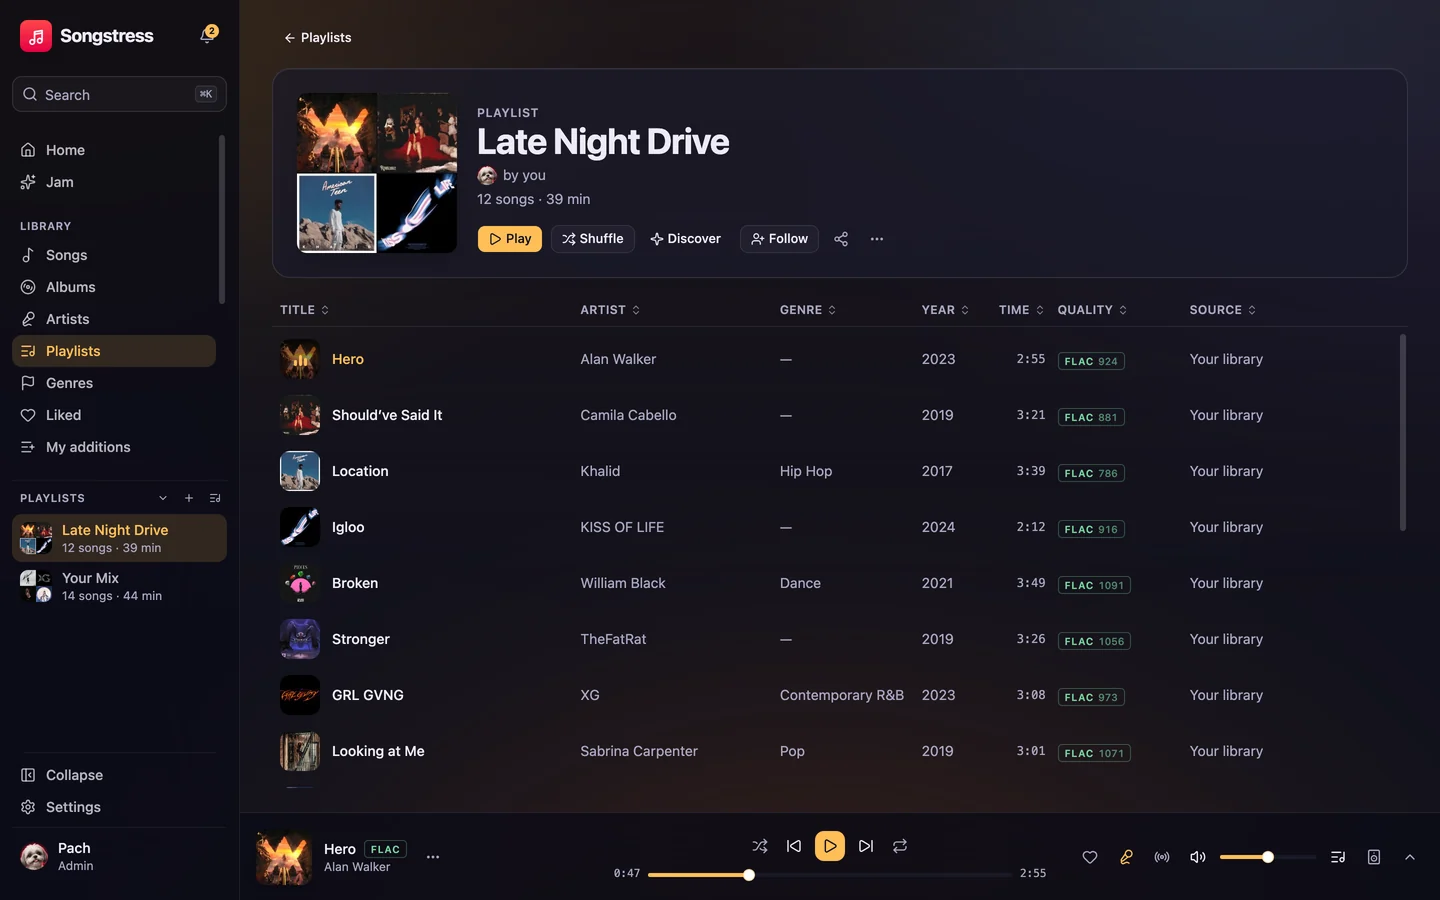 Songstress
2
Search
⌘K
Home
Jam
LIBRARY
Songs
Albums
Artists
Playlists
Genres
Liked
My additions
PLAYLISTS
Late Night Drive
12 songs · 39 min
Your Mix
14 songs · 44 min
Collapse
Settings
Pach
Admin
← Playlists
American
Teen
PLAYLIST
Late Night Drive
by you
12 songs · 39 min
Play Shuffle Discover Follow
TITLE ARTIST GENRE YEAR TIME QUALITY SOURCE
Hero Alan Walker — 2023 2:55 FLAC 924 Your library
Should’ve Said It Camila Cabello — 2019 3:21 FLAC 881 Your library
Location Khalid Hip Hop 2017 3:39 FLAC 786 Your library
Igloo KISS OF LIFE — 2024 2:12 FLAC 916 Your library
Broken William Black Dance 2021 3:49 FLAC 1091 Your library
Stronger TheFatRat — 2019 3:26 FLAC 1056 Your library
GRL GVNG XG Contemporary R&B 2023 3:08 FLAC 973 Your library
Looking at Me Sabrina Carpenter Pop 2019 3:01 FLAC 1071 Your library
Hero FLAC
Alan Walker
0:47 2:55